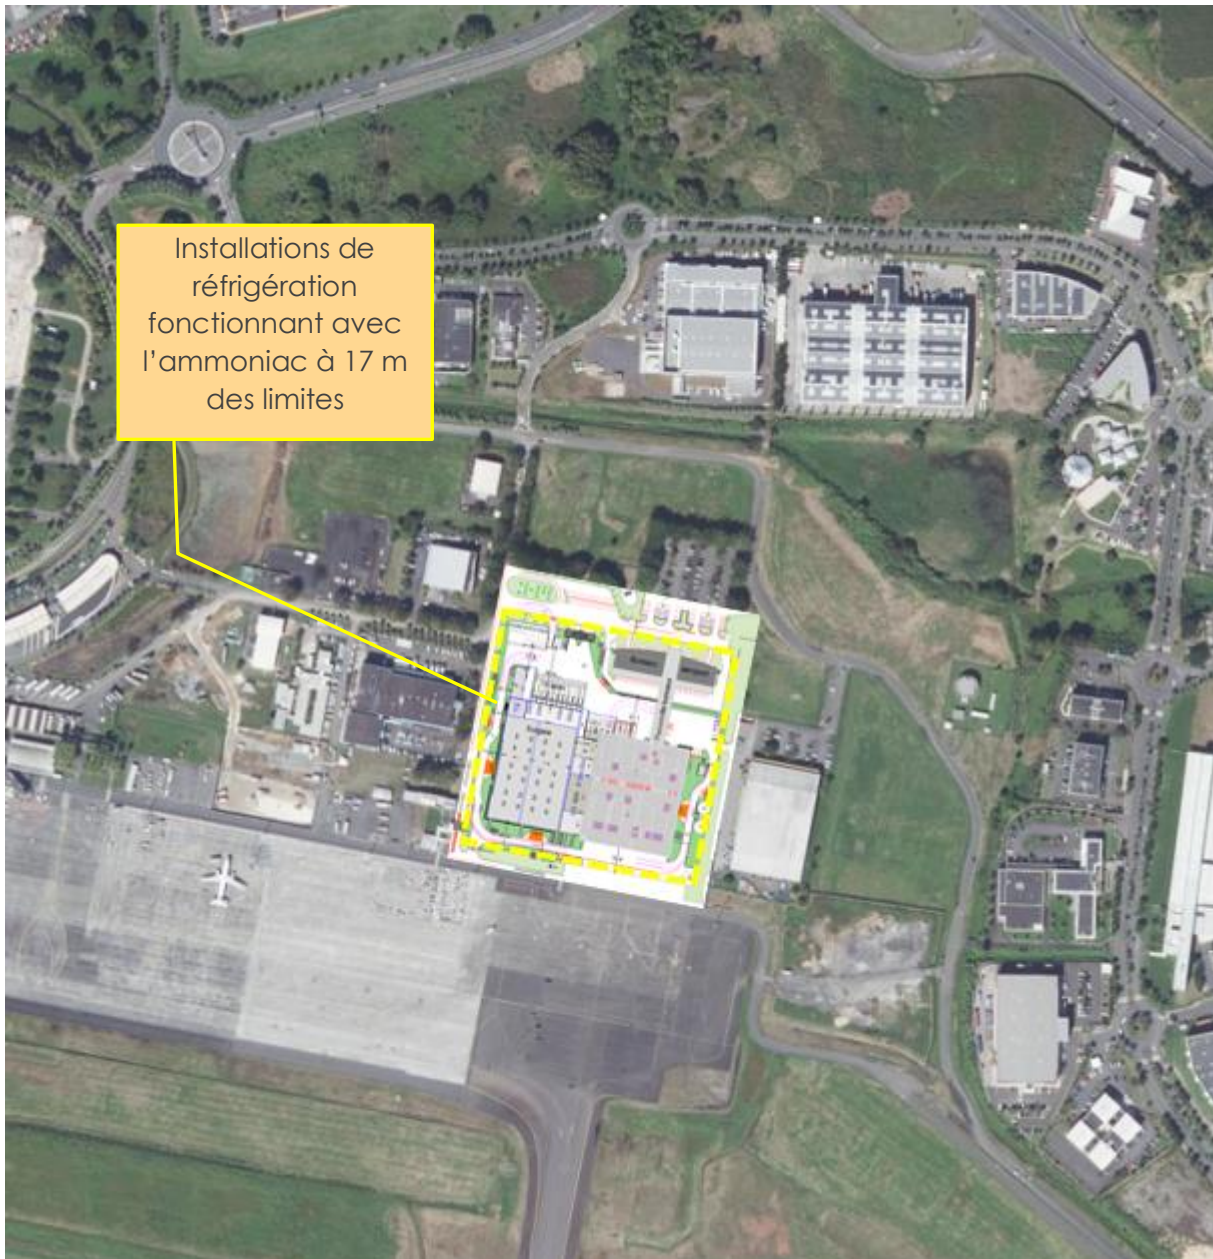 Installations de
réfrigération
fonctionnant avec
l’ammoniac à 17 m
des limites